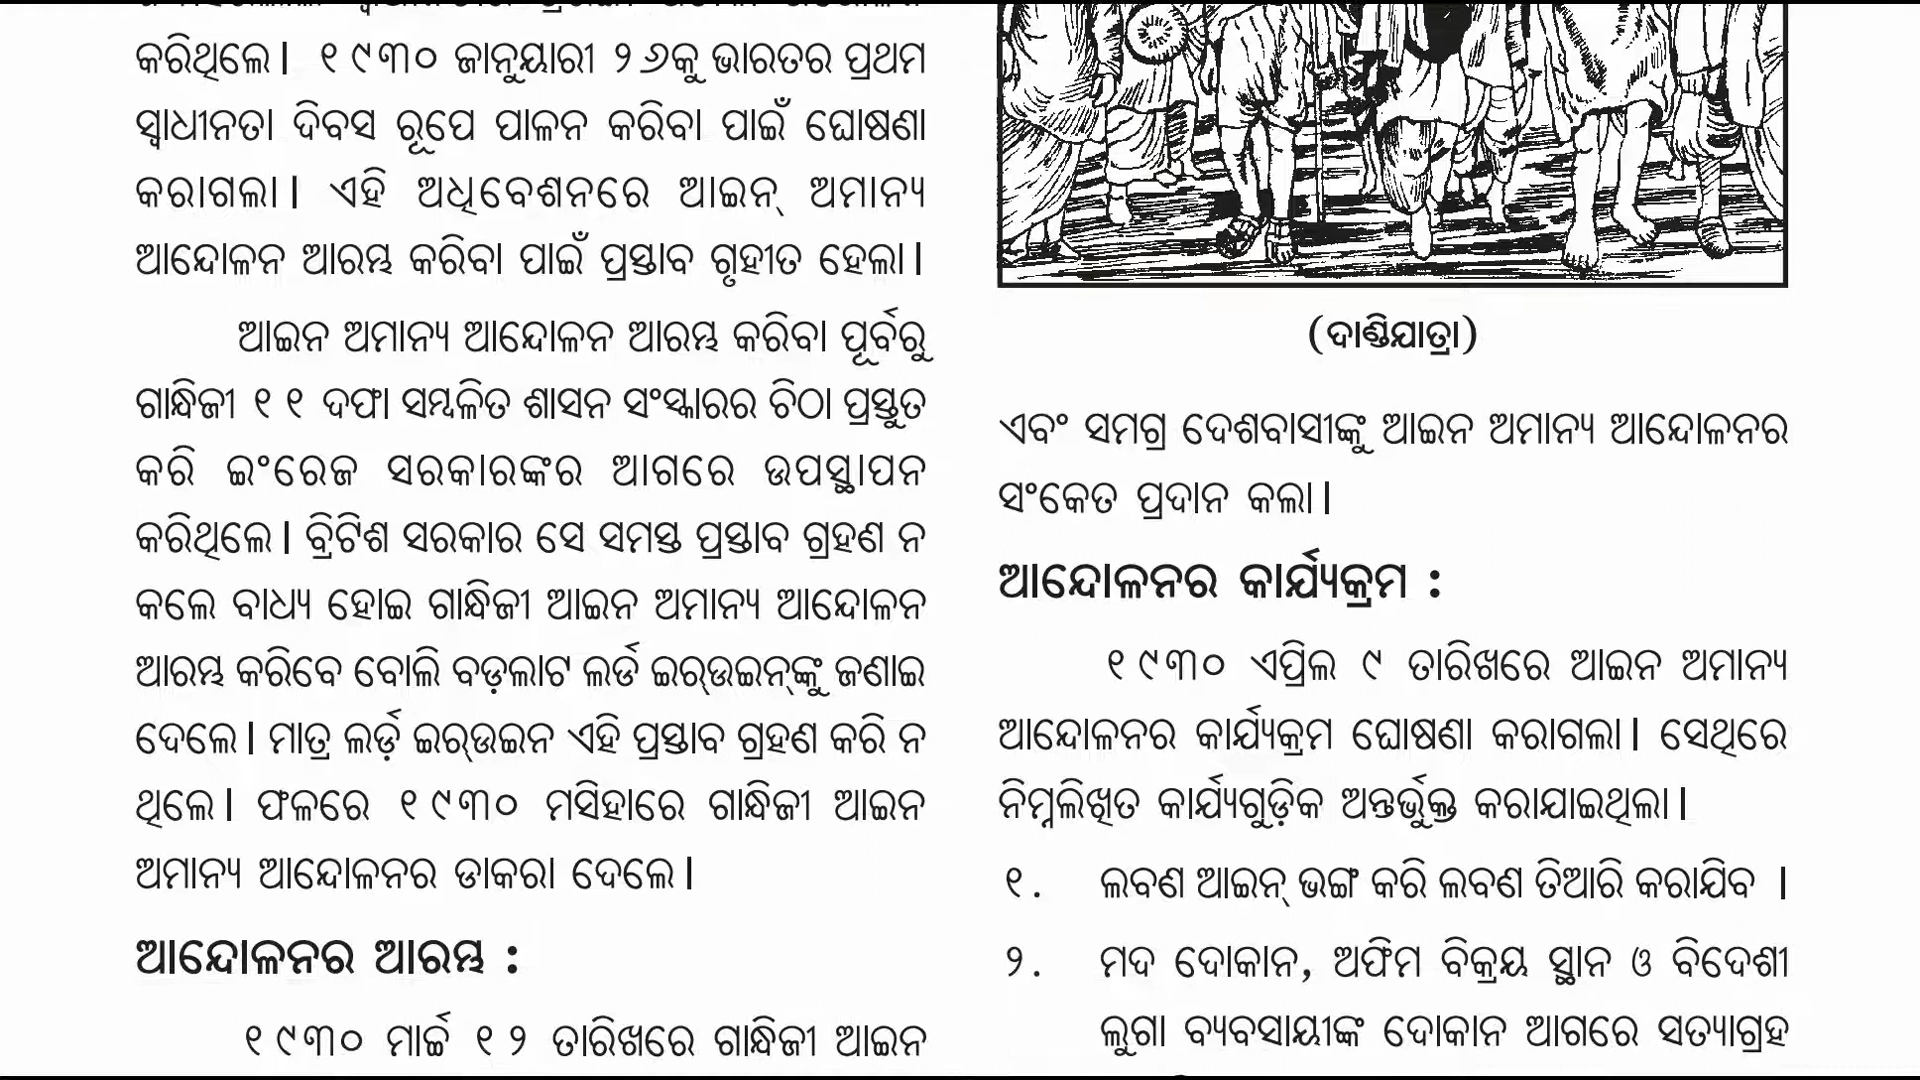 କରିଥିଲେ। ୧୯୩୦ ଜାନୁୟାରୀ ୨୬କୁ ଭାରତର ପ୍ରଥମ
ସ୍ୱାଧୀନତା ଦିବସ ରୂପେ ପାଳନ କରିବା ପାଇଁ ଘୋଷଣା
କରାଗଲା। ଏହି ଅଧିବେଶନରେ ଆଇନ୍ ଅମାନ୍ୟ
ଆନ୍ଦୋଳନ ଆରମ୍ଭ କରିବା ପାଇଁ ପ୍ରସ୍ତାବ ଗୃହୀତ ହେଲା।
ଆଇନ ଅମାନ୍ୟ ଆନ୍ଦୋଳନ ଆରମ୍ଭ କରିବା ପୂର୍ବରୁ
ଗାନ୍ଧିଜୀ ୧୧ ଦଫା ସମ୍ବଳିତ ଶାସନ ସଂସ୍କାରର ଚିଠା ପ୍ରସ୍ତୁତ
କରି ଇଂରେଜ ସରକାରଙ୍କର ଆଗରେ ଉପସ୍ଥାପନ
କରିଥିଲେ। ବ୍ରିଟିଶ ସରକାର ସେ ସମସ୍ତ ପ୍ରସ୍ତାବ ଗ୍ରହଣ ନ
କଲେ ବାଧ୍ୟ ହୋଇ ଗାନ୍ଧିଜୀ ଆଇନ ଅମାନ୍ୟ ଆନ୍ଦୋଳନ
ଆରମ୍ଭ କରିବେ ବୋଲି ବଡ଼ଲାଟ ଲର୍ଡ ଇର୍‌ଉଇନ୍‌ଙ୍କୁ ଜଣାଇ
ଦେଲେ। ମାତ୍ର ଲର୍ଡ଼ ଇର୍‌ଉଇନ ଏହି ପ୍ରସ୍ତାବ ଗ୍ରହଣ କରି ନ
ଥିଲେ। ଫଳରେ ୧୯୩୦ ମସିହାରେ ଗାନ୍ଧିଜୀ ଆଇନ
ଅମାନ୍ୟ ଆନ୍ଦୋଳନର ଡାକରା ଦେଲେ।
ଆନ୍ଦୋଳନର ଆରମ୍ଭ :
୧୯୩୦ ମାର୍ଚ୍ଚ ୧୨ ତାରିଖରେ ଗାନ୍ଧିଜୀ ଆଇନ
(ଦାଣ୍ଡିଯାତ୍ରା)
ଏବଂ ସମଗ୍ର ଦେଶବାସୀଙ୍କୁ ଆଇନ ଅମାନ୍ୟ ଆନ୍ଦୋଳନର
ସଂକେତ ପ୍ରଦାନ କଲା।
ଆନ୍ଦୋଳନର କାର୍ଯ୍ୟକ୍ରମ :
୧୯୩୦ ଏପ୍ରିଲ ୯ ତାରିଖରେ ଆଇନ ଅମାନ୍ୟ
ଆନ୍ଦୋଳନର କାର୍ଯ୍ୟକ୍ରମ ଘୋଷଣା କରାଗଲା। ସେଥିରେ
ନିମ୍ନଲିଖିତ କାର୍ଯ୍ୟଗୁଡ଼ିକ ଅନ୍ତର୍ଭୁକ୍ତ କରାଯାଇଥିଲା।
୧. ଲବଣ ଆଇନ୍ ଭଙ୍ଗ କରି ଲବଣ ତିଆରି କରାଯିବ ।
୨. ମଦ ଦୋକାନ, ଅଫିମ ବିକ୍ରୟ ସ୍ଥାନ ଓ ବିଦେଶୀ
ଲୁଗା ବ୍ୟବସାୟୀଙ୍କ ଦୋକାନ ଆଗରେ ସତ୍ୟାଗ୍ରହ